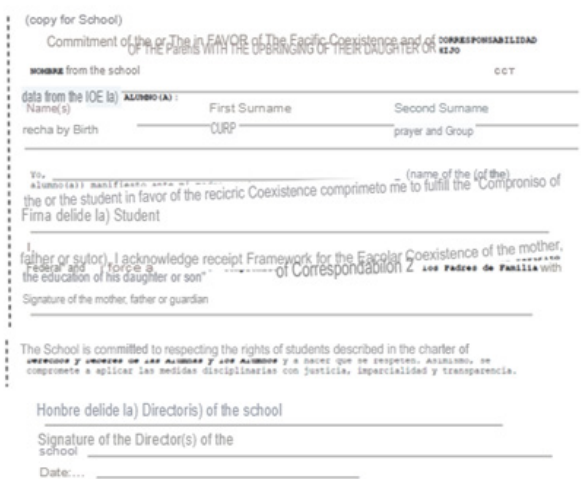 (copy for School)
Commitment of the or The in FAVOR of The Eacific Coexistence and of CORRESPONSABILIDAD
OF THE Parents WITH THE UPBRINGING OF THEIR DAUGHTER OR HIJO
NOMBRE from the school CCT
data from the IOE la) ALUMNO(A):
Name(s) First Surname Second Surname
recha by Birth CURP prayer and Group
Yo, (name of the (of the)
alumno(a)) manifiesto ante mi
the or the student in favor of the recicric Coexistence comprimeto me to fulfill the "Comproniso of
Firna delide la) Student
I,
father or sutor), I acknowledge receipt Framework for the Eacolar Coexistence of the mother,
Federal" and force a of Correspondabilon 2 Los Padres de Familia with
the education of his daughter or son"
Signature of the mother, father or guardian
The School is committed to respecting the rights of students described in the charter of
Derechos y Deberes de las Alumnas y los Alumnos y a hacer que se respeten. Asimismo, se
compromete a aplicar las medidas disciplinarias con justicia, imparcialidad y transparencia.
Honbre delide la) Directoris) of the school
Signature of the Director(s) of the
school
Date:...